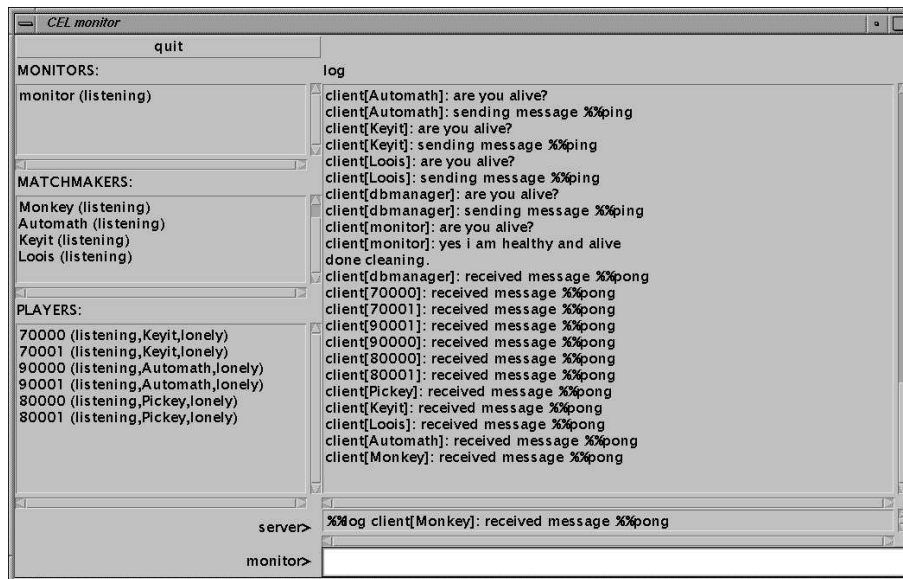 CEL monitor
quit
MONITORS:
monitor (listening)
MATCHMAKERS:
Monkey (listening)
Automath (listening)
Keyit (listening)
Loois (listening)
PLAYERS:
70000 (listening,Keyit,lonely)
70001 (listening,Keyit,lonely)
90000 (listening,Automath,lonely)
90001 (listening,Automath,lonely)
80000 (listening,Pickey,lonely)
80001 (listening,Pickey,lonely)
log
client[Automath]: are you alive?
client[Automath]: sending message %%ping
client[Keyit]: are you alive?
client[Keyit]: sending message %%ping
client[Loois]: are you alive?
client[Loois]: sending message %%ping
client[dbmanager]: are you alive?
client[dbmanager]: sending message %%ping
client[monitor]: are you alive?
client[monitor]: yes i am healthy and alive
done cleaning.
client[dbmanager]: received message %%pong
client[70000]: received message %%pong
client[70001]: received message %%pong
client[90001]: received message %%pong
client[90000]: received message %%pong
client[80000]: received message %%pong
client[80001]: received message %%pong
client[Pickey]: received message %%pong
client[Keyit]: received message %%pong
client[Loois]: received message %%pong
client[Automath]: received message %%pong
client[Monkey]: received message %%pong
server> %%log client[Monkey]: received message %%pong
monitor>